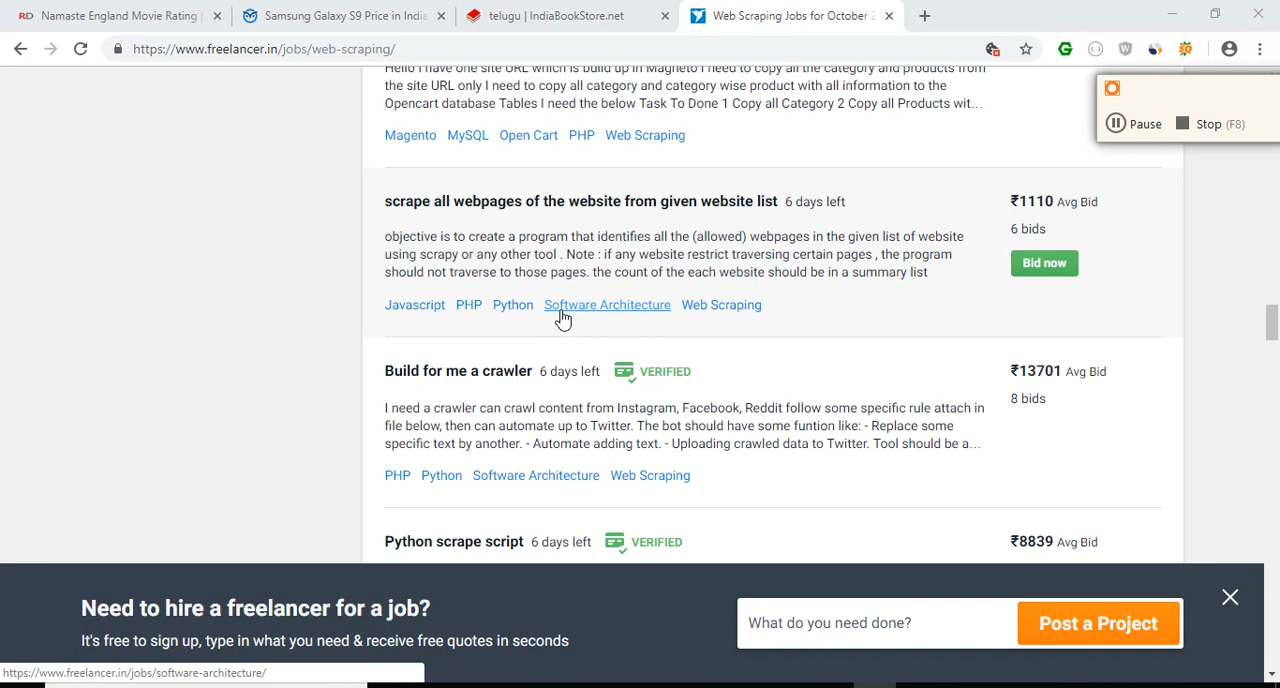 RD Namaste England Movie Rating
Samsung Galaxy S9 Price in India
telugu | IndiaBookStore.net
Web Scraping Jobs for October 2
https://www.freelancer.in/jobs/web-scraping/
Hello I have one site URL which is build up in Magneto I need to copy all the category and products from
the site URL only I need to copy all category and category wise product with all information to the
Opencart database Tables I need the below Task To Done 1 Copy all Category 2 Copy all Products wit...
Magento MySQL Open Cart PHP Web Scraping
Pause Stop (F8)
scrape all webpages of the website from given website list 6 days left
₹1110 Avg Bid
6 bids
Bid now
objective is to create a program that identifies all the (allowed) webpages in the given list of website
using scrapy or any other tool . Note : if any website restrict traversing certain pages , the program
should not traverse to those pages. the count of the each website should be in a summary list
Javascript PHP Python Software Architecture Web Scraping
Build for me a crawler 6 days left VERIFIED
₹13701 Avg Bid
8 bids
I need a crawler can crawl content from Instagram, Facebook, Reddit follow some specific rule attach in
file below, then can automate up to Twitter. The bot should have some funtion like: - Replace some
specific text by another. - Automate adding text. - Uploading crawled data to Twitter. Tool should be a...
PHP Python Software Architecture Web Scraping
Python scrape script 6 days left VERIFIED
₹8839 Avg Bid
Need to hire a freelancer for a job?
It's free to sign up, type in what you need & receive free quotes in seconds
What do you need done?
Post a Project
https://www.freelancer.in/jobs/software-architecture/